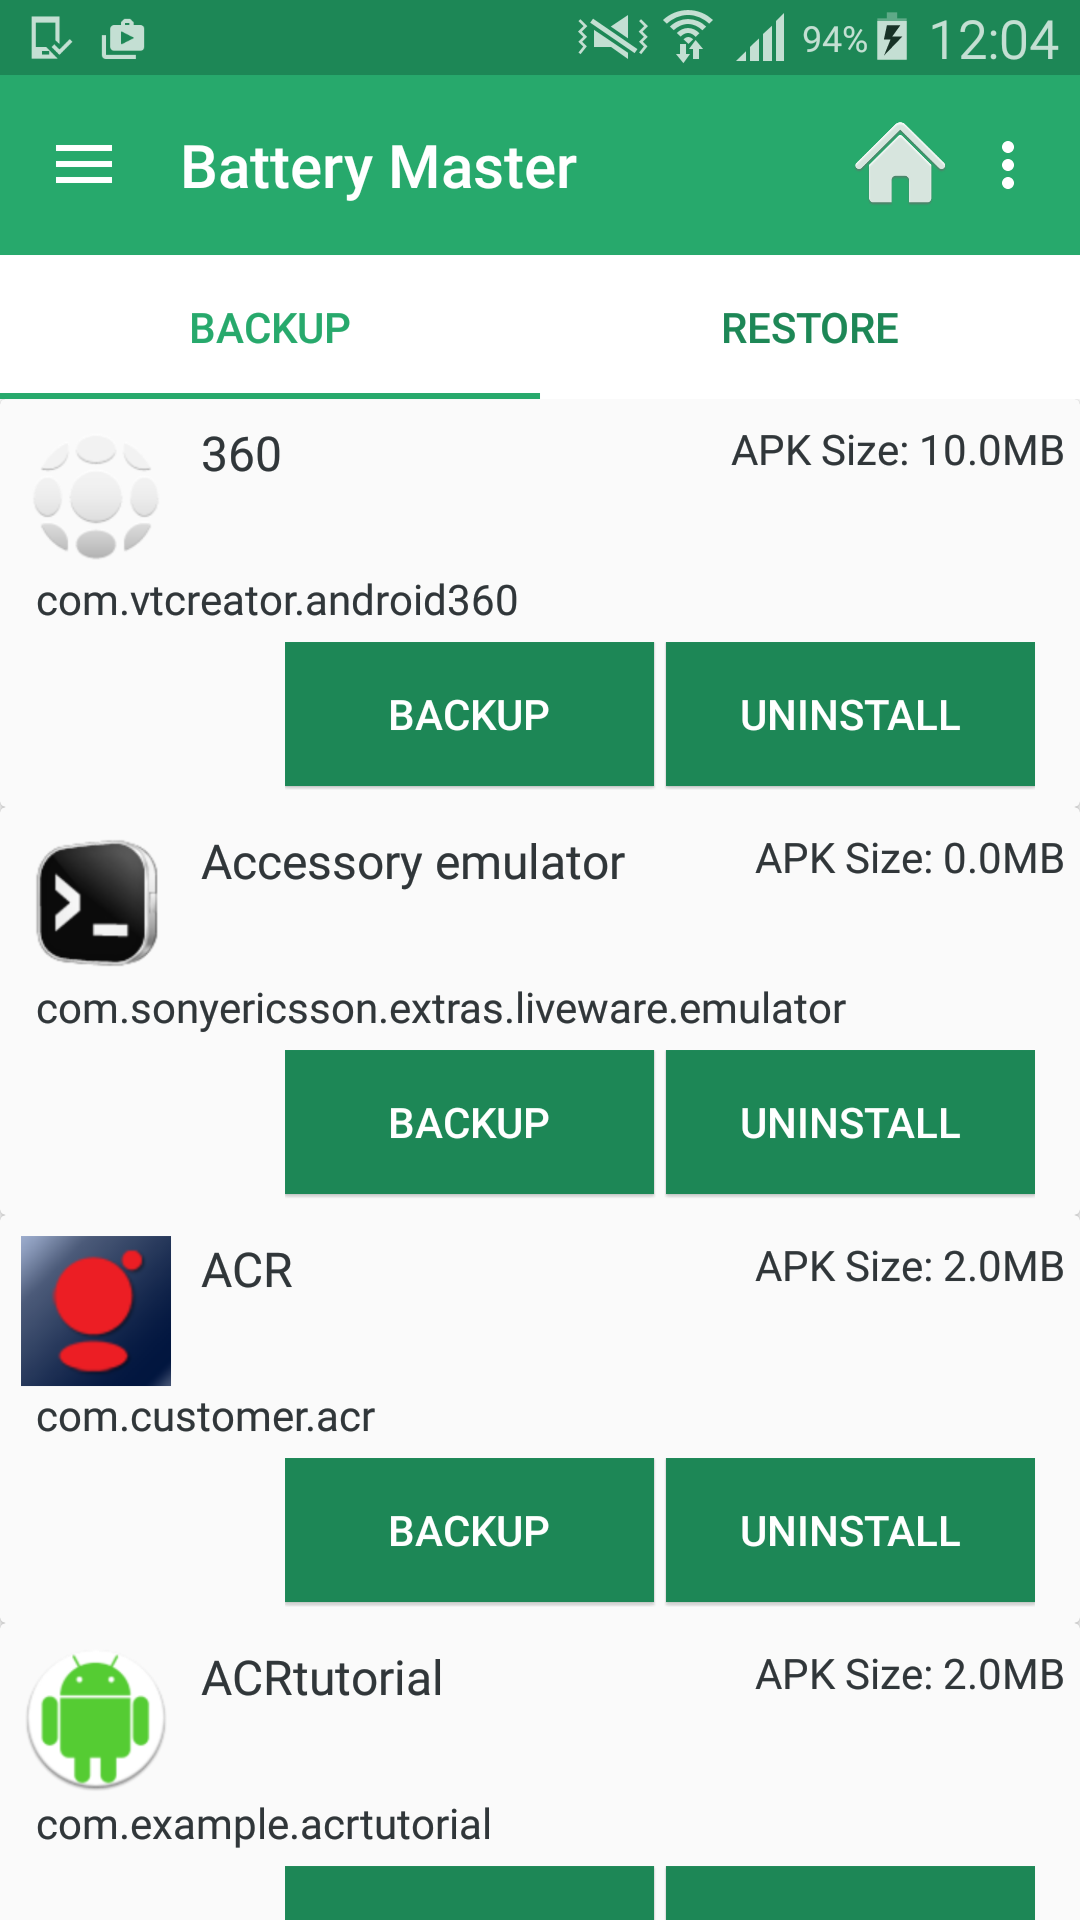 94% 12:04
Battery Master
BACKUP RESTORE
360 APK Size: 10.0MB
com.vtcreator.android360
BACKUP UNINSTALL
Accessory emulator APK Size: 0.0MB
com.sonyericsson.extras.liveware.emulator
BACKUP UNINSTALL
ACR APK Size: 2.0MB
com.customer.acr
BACKUP UNINSTALL
ACRtutorial APK Size: 2.0MB
com.example.acrtutorial